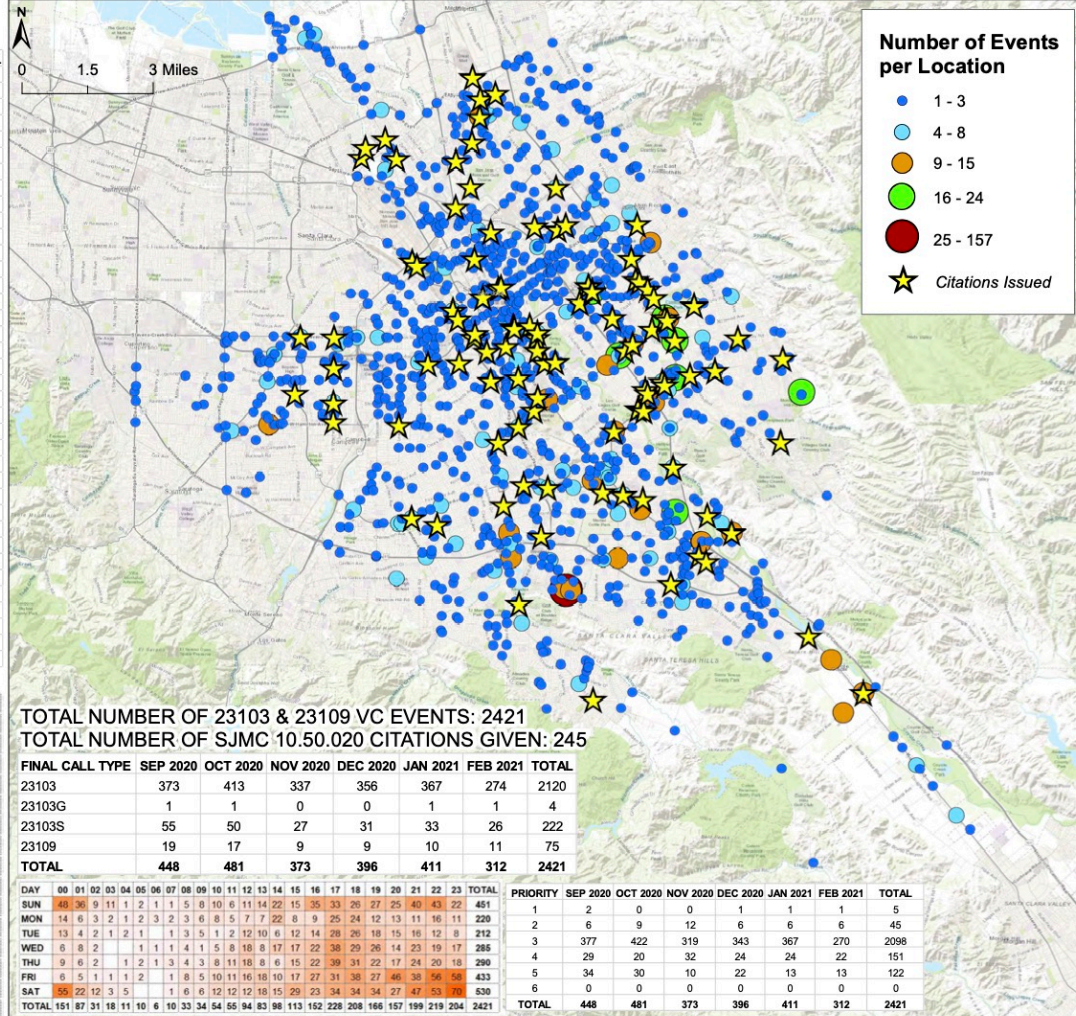 N
0 1.5 3 Miles
Number of Events
per Location
1 - 3
4 - 8
9 - 15
16 - 24
25 - 157
Citations Issued
Santa Clara
SANTA TERESA HILLS
SANTA CLARA VALLEY
TOTAL NUMBER OF 23103 & 23109 VC EVENTS: 2421
TOTAL NUMBER OF SJMC 10.50.020 CITATIONS GIVEN: 245
FINAL CALL TYPE SEP 2020 OCT 2020 NOV 2020 DEC 2020 JAN 2021 FEB 2021 TOTAL
23103 373 413 337 356 367 274 2120
23103G 1 1 0 0 1 1 4
23103S 55 50 27 31 33 26 222
23109 19 17 9 9 10 11 75
TOTAL 448 481 373 396 411 312 2421
DAY 00 01 02 03 04 05 06 07 08 09 10 11 12 13 14 15 16 17 18 19 20 21 22 23 TOTAL
SUN 48 36 9 11 1 2 1 1 5 8 10 6 12 14 22 15 35 33 26 27 25 40 43 22 451
MON 14 6 3 2 1 2 3 2 3 6 8 5 7 7 22 8 9 25 24 12 13 11 16 11 220
TUE 13 4 2 1 2 1 1 3 5 1 2 12 10 6 12 14 28 26 18 15 16 12 8 212
WED 6 8 2 1 1 1 4 1 5 8 18 17 17 22 38 29 26 14 23 19 17 285
THU 9 6 2 1 2 1 3 4 3 8 11 18 8 6 15 22 39 31 22 17 24 20 18 290
FRI 6 5 1 1 1 2 1 8 5 10 11 16 18 10 17 27 31 38 27 46 38 56 58 433
SAT 55 22 12 3 5 1 1 6 6 12 12 12 18 15 29 23 34 34 34 27 47 53 70 530
TOTAL 151 87 31 18 11 10 6 10 33 34 54 55 94 83 98 113 152 228 208 166 157 199 219 204 2421
PRIORITY SEP 2020 OCT 2020 NOV 2020 DEC 2020 JAN 2021 FEB 2021 TOTAL
1 2 0 0 1 1 1 5
2 6 9 12 6 6 6 45
3 377 422 319 343 367 270 2098
4 29 20 32 24 24 22 151
5 34 30 10 22 13 13 122
6 0 0 0 0 0 0 0
TOTAL 448 481 373 396 411 312 2421